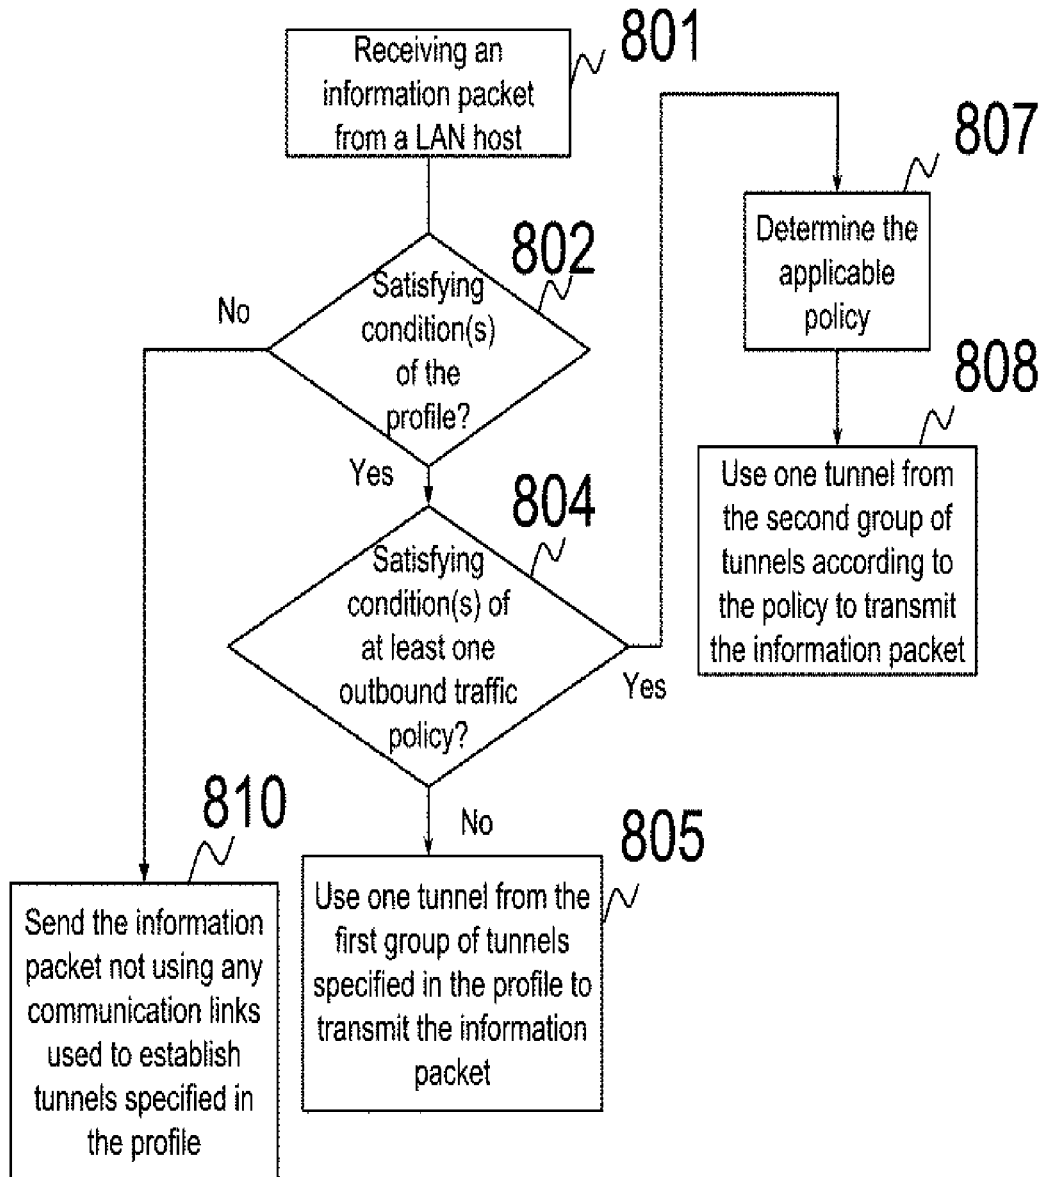 801
Receiving an
information packet
from a LAN host
802
Satisfying
condition(s)
of the
profile?
No
Yes
804
Satisfying
condition(s) of
at least one
outbound traffic
policy?
Yes
No
807
Determine the
applicable
policy
808
Use one tunnel from
the second group of
tunnels according to
the policy to transmit
the information packet
810
Send the information
packet not using any
communication links
used to establish
tunnels specified in
the profile
805
Use one tunnel from the
first group of tunnels
specified in the profile to
transmit the information
packet